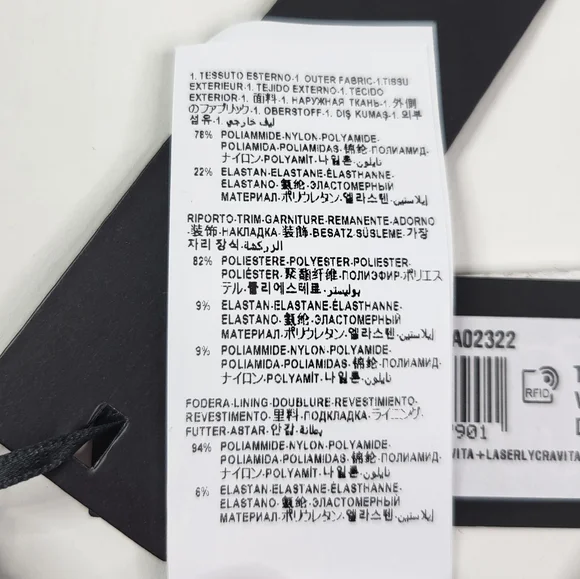 1. TESSUTO ESTERNO·1. OUTER FABRIC·1.TISSU
EXTERIEUR·1. TEJIDO EXTERNO·1. TECIDO
EXTERIOR·1. 面料·1. НАРУЖНАЯ ТКАНЬ·1. 外側
のファブリック·1. OBERSTOFF·1. DIŞ KUMAŞ·1. 외부
섬유·1. ليف خارجي
78% POLIAMMIDE·NYLON·POLYAMIDE·
POLIAMIDA·POLIAMIDAS·锦纶·ПОЛИАМИД·
ナイロン·POLYAMİT·나일론·نايلون
22% ELASTAN·ELASTANE·ÉLASTHANNE·
ELASTANO·氨纶·ЭЛАСТОМЕРНЫЙ
МАТЕРИАЛ·ポリウレタン·엘라스텐·إيلاستين
RIPORTO·TRIM·GARNITURE·REMANENTE·ADORNO
·装饰·НАКЛАДКА·装飾·BESATZ·SÜSLEME·가장
자리 장식·الزركشة
82% POLIESTERE·POLYESTER·POLIESTER·
POLIÉSTER·聚酯纤维·ПОЛИЭФИР·ポリエス
テル·폴리에스테르·بوليستر
9% ELASTAN·ELASTANE·ÉLASTHANNE·
ELASTANO·氨纶·ЭЛАСТОМЕРНЫЙ
МАТЕРИАЛ·ポリウレタン·엘라스텐·إيلاستين
9% POLIAMMIDE·NYLON·POLYAMIDE·
POLIAMIDA·POLIAMIDAS·锦纶·ПОЛИАМИД·
ナイロン·POLYAMİT·나일론·نايلون
FODERA·LINING·DOUBLURE·REVESTIMIENTO·
REVESTIMENTO·里料·ПОДКЛАДКА·ライニング·
FUTTER·ASTAR·안감·بطانة
94% POLIAMMIDE·NYLON·POLYAMIDE·
POLIAMIDA·POLIAMIDAS·锦纶·ПОЛИАМИД·
ナイロン·POLYAMİT·나일론·نايلون
6% ELASTAN·ELASTANE·ÉLASTHANNE·
ELASTANO·氨纶·ЭЛАСТОМЕРНЫЙ
МАТЕРИАЛ·ポリウレタン·엘라스텐·إيلاستين
A02322
RFID
901
VITA+LASERLYCRAVITA